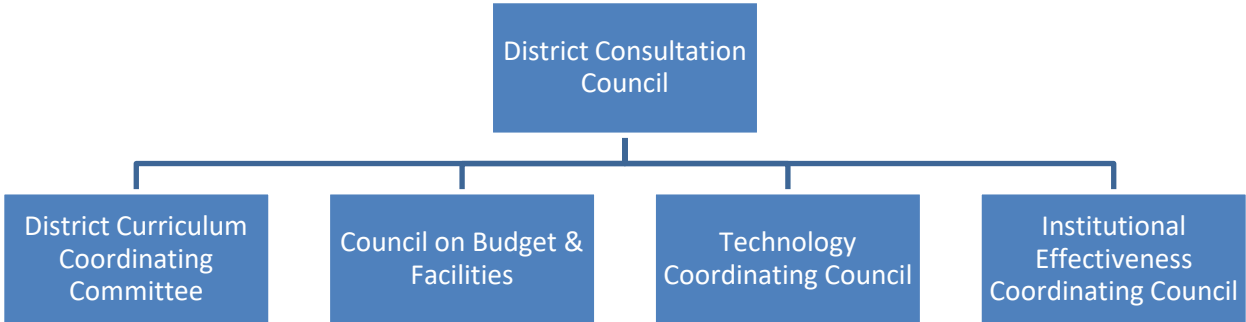 District Consultation
Council
District Curriculum
Coordinating
Committee
Council on Budget &
Facilities
Technology
Coordinating Council
Institutional
Effectiveness
Coordinating Council